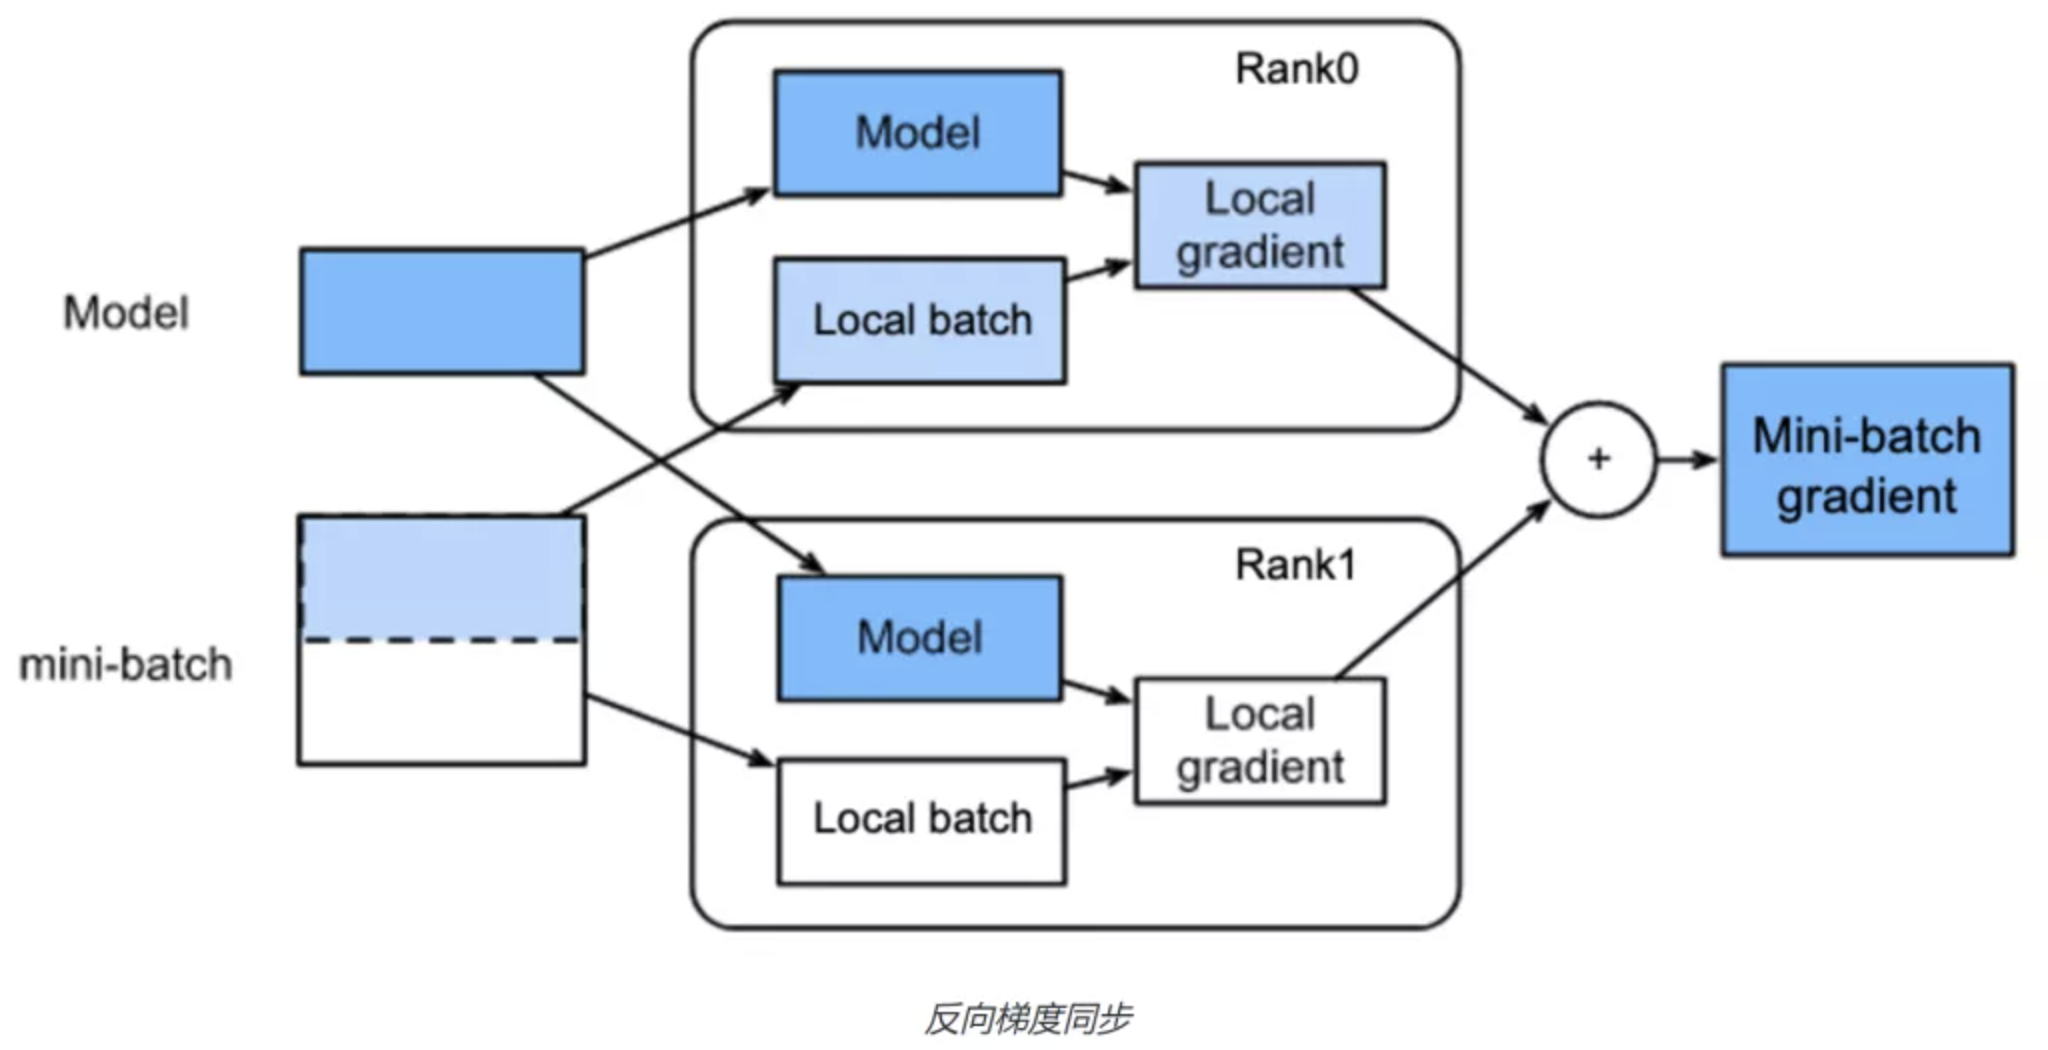 Rank0
Model
Local
gradient
Local batch
Model
Mini-batch
gradient
+
Rank1
Model
mini-batch
Local
gradient
Local batch
反向梯度同步